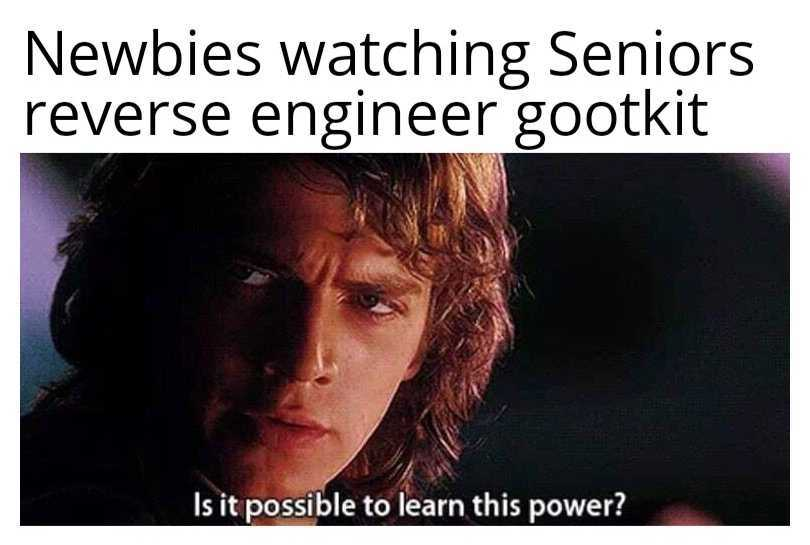 Newbies watching Seniors
reverse engineer gootkit
Is it possible to learn this power?